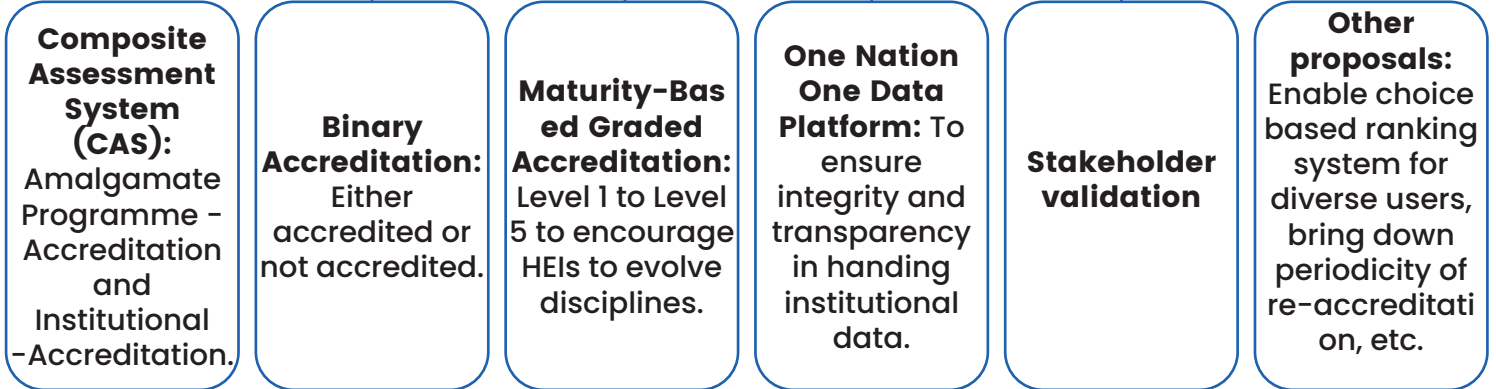 Composite
Assessment
System
(CAS):
Amalgamate
Programme -
Accreditation
and
Institutional
-Accreditation.
Binary
Accreditation:
Either
accredited or
not accredited.
Maturity-Bas
ed Graded
Accreditation:
Level 1 to Level
5 to encourage
HEIs to evolve
disciplines.
One Nation
One Data
Platform: To
ensure
integrity and
transparency
in handing
institutional
data.
Stakeholder
validation
Other
proposals:
Enable choice
based ranking
system for
diverse users,
bring down
periodicity of
re-accreditati
on, etc.